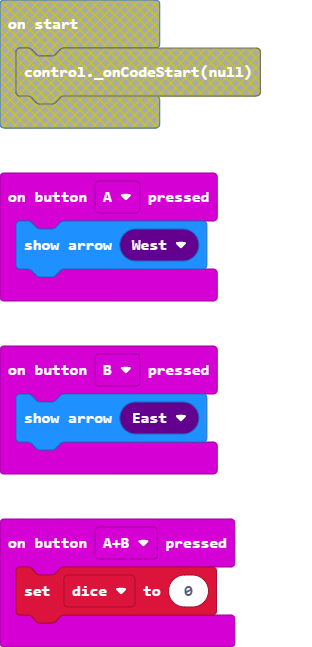 on start
control._onCodeStart(null)
on button A pressed
show arrow West
on button B pressed
show arrow East
on button A+B pressed
set dice to 0